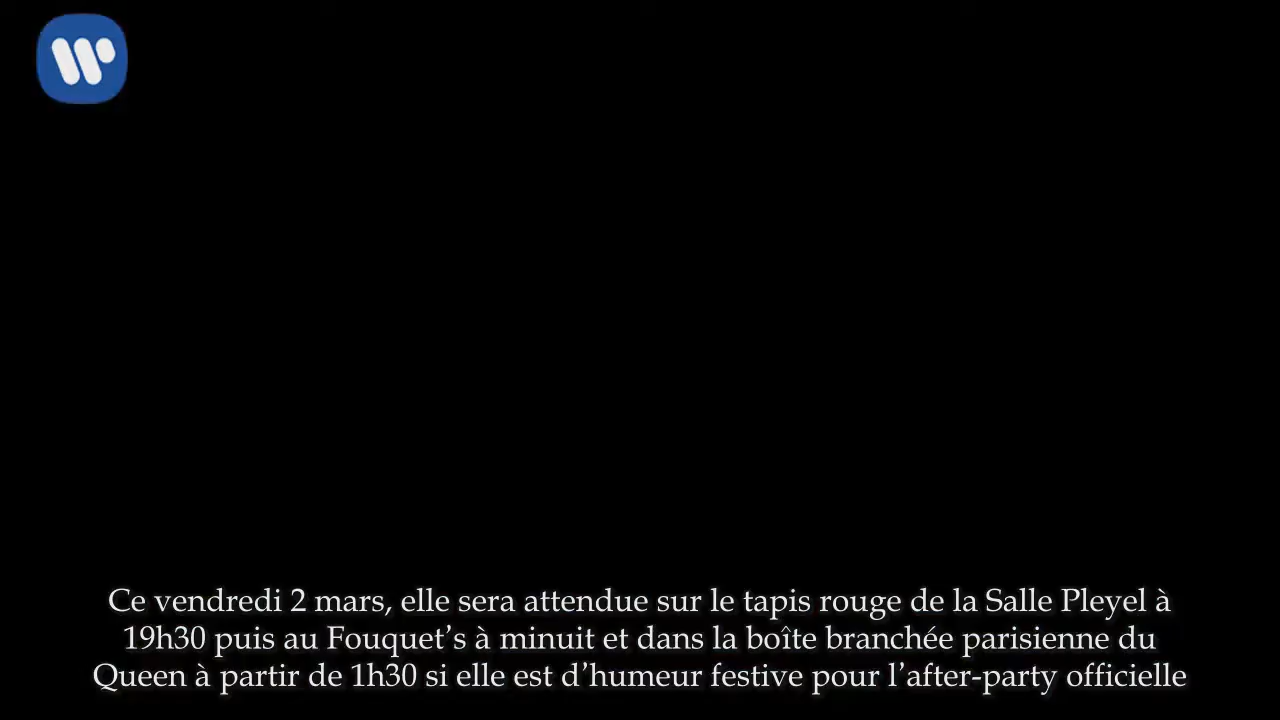 Ce vendredi 2 mars, elle sera attendue sur le tapis rouge de la Salle Pleyel à
19h30 puis au Fouquet’s à minuit et dans la boîte branchée parisienne du
Queen à partir de 1h30 si elle est d’humeur festive pour l’after-party officielle